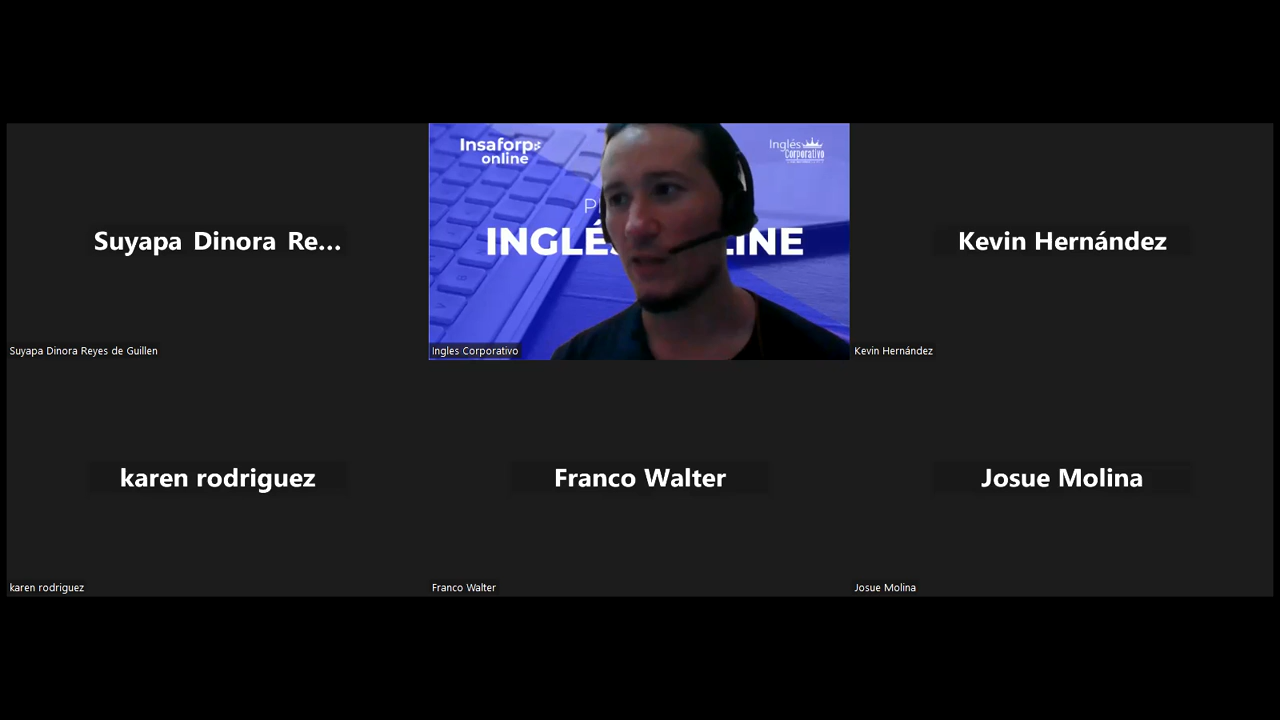 Suyapa Dinora Re...
Suyapa Dinora Reyes de Guillen
Insaforp
online
Inglés
Corporativo
INGLÉ
LINE
Ingles Corporativo
Kevin Hernández
Kevin Hernández
karen rodriguez
karen rodriguez
Franco Walter
Franco Walter
Josue Molina
Josue Molina